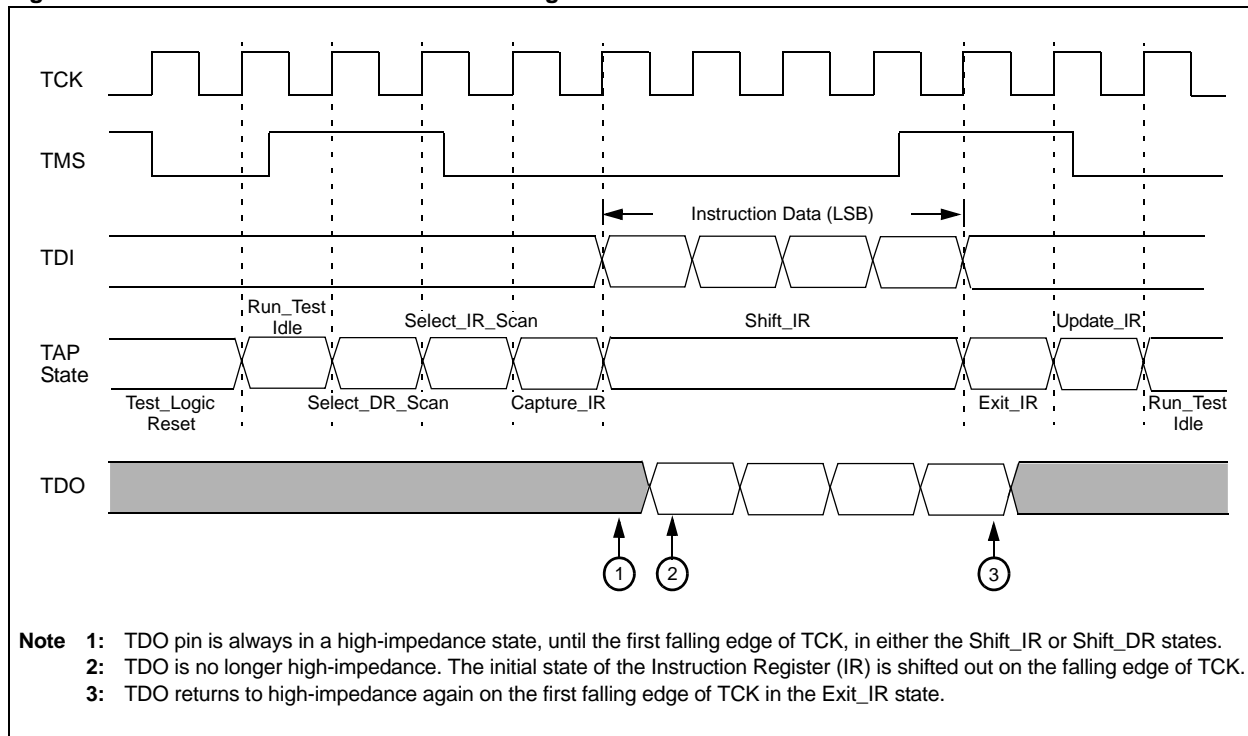 TCK
TMS
Instruction Data (LSB)
TDI
Run_Test
Idle
Select_IR_Scan
Shift_IR
Update_IR
TAP
State
Test_Logic
Reset
Select_DR_Scan
Capture_IR
Exit_IR
Run_Test
Idle
TDO
1
2
3
Note 1: TDO pin is always in a high-impedance state, until the first falling edge of TCK, in either the Shift_IR or Shift_DR states.
2: TDO is no longer high-impedance. The initial state of the Instruction Register (IR) is shifted out on the falling edge of TCK.
3: TDO returns to high-impedance again on the first falling edge of TCK in the Exit_IR state.